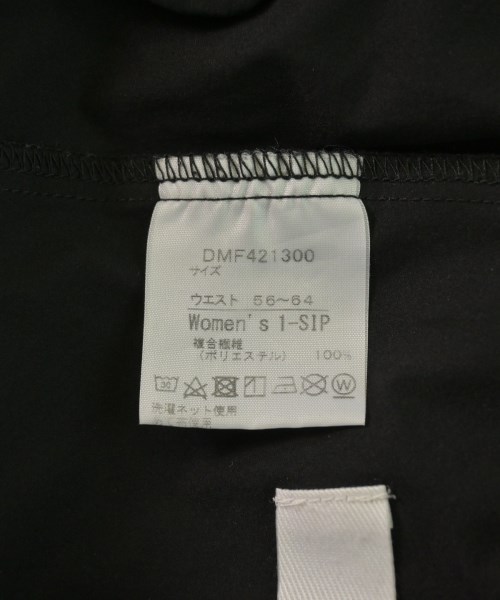 DMF421300
サイズ
ウエスト 56~64
Women's 1-SIP
複合繊維
(ポリエステル) 100%
30 W
洗濯ネット使用